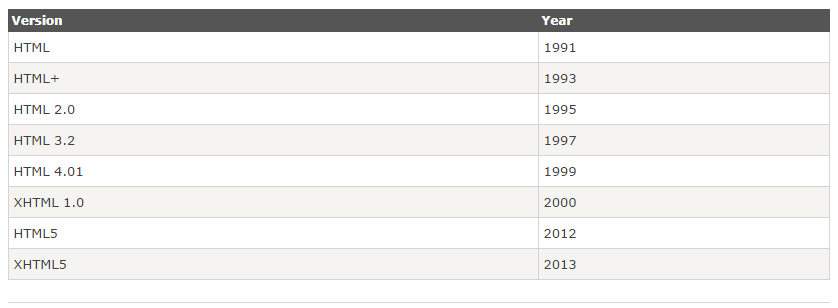 Version Year
HTML 1991
HTML+ 1993
HTML 2.0 1995
HTML 3.2 1997
HTML 4.01 1999
XHTML 1.0 2000
HTML5 2012
XHTML5 2013